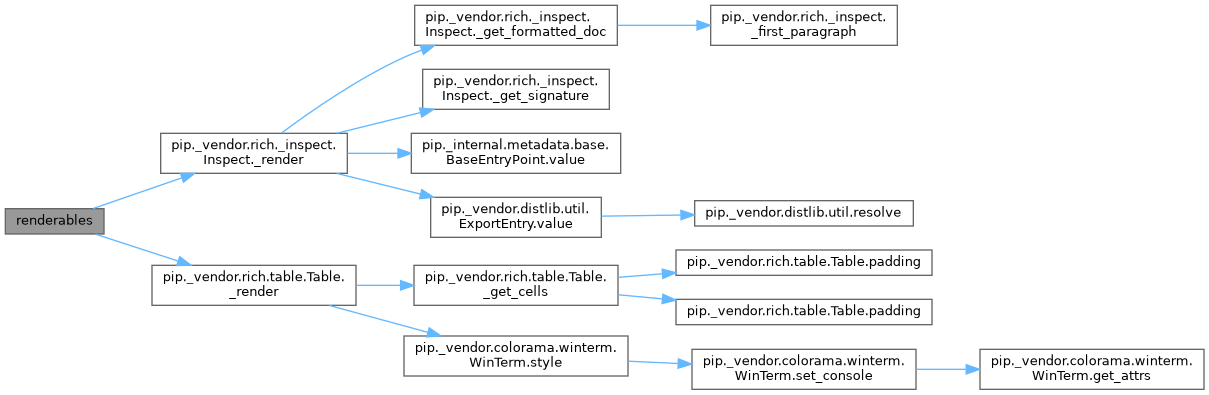 pip._vendor.rich._inspect.
Inspect._get_formatted_doc
pip._vendor.rich._inspect.
_first_paragraph
pip._vendor.rich._inspect.
Inspect._get_signature
pip._vendor.rich._inspect.
Inspect._render
pip._internal.metadata.base.
BaseEntryPoint.value
pip._vendor.distlib.util.
ExportEntry.value
pip._vendor.distlib.util.resolve
renderables
pip._vendor.rich.table.Table.
_render
pip._vendor.rich.table.Table.
_get_cells
pip._vendor.rich.table.Table.padding
pip._vendor.rich.table.Table.padding
pip._vendor.colorama.winterm.
WinTerm.style
pip._vendor.colorama.winterm.
WinTerm.set_console
pip._vendor.colorama.winterm.
WinTerm.get_attrs